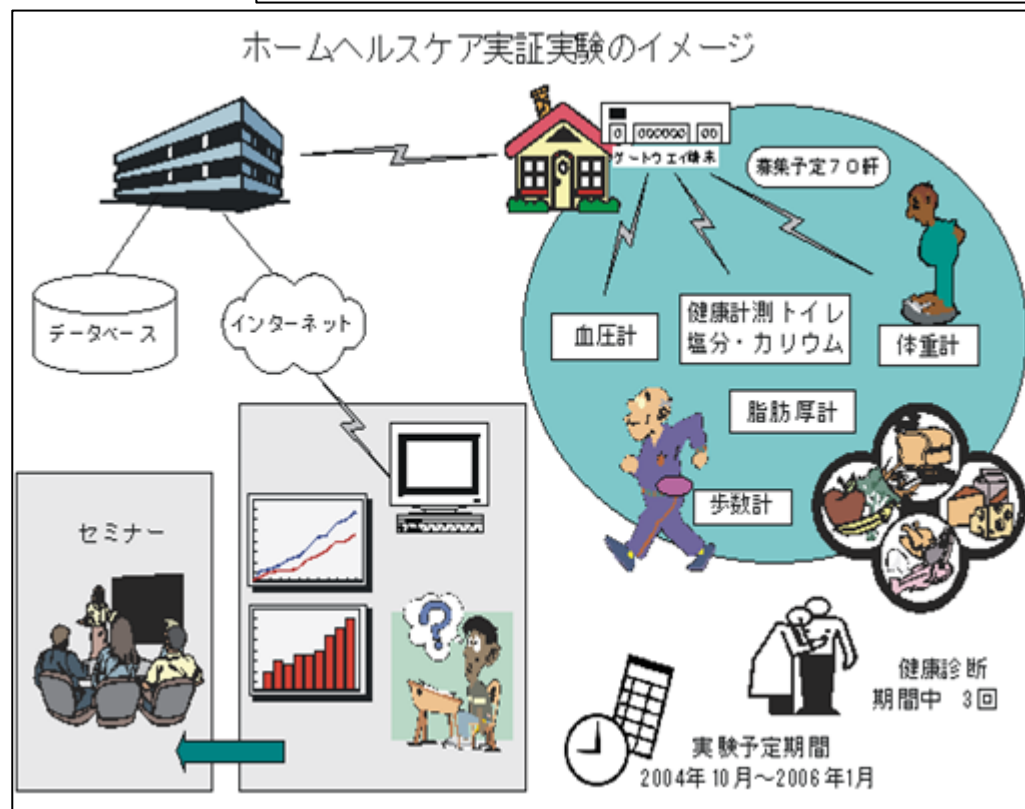 ホームヘルスケア実証実験のイメージ
ゲートウェイ端末
募集予定70軒
データベース
インターネット
血圧計
健康計測トイレ
塩分・カリウム
体重計
脂肪厚計
歩数計
セミナー
健康診断
期間中 3回
実験予定期間
2004年10月～2006年1月